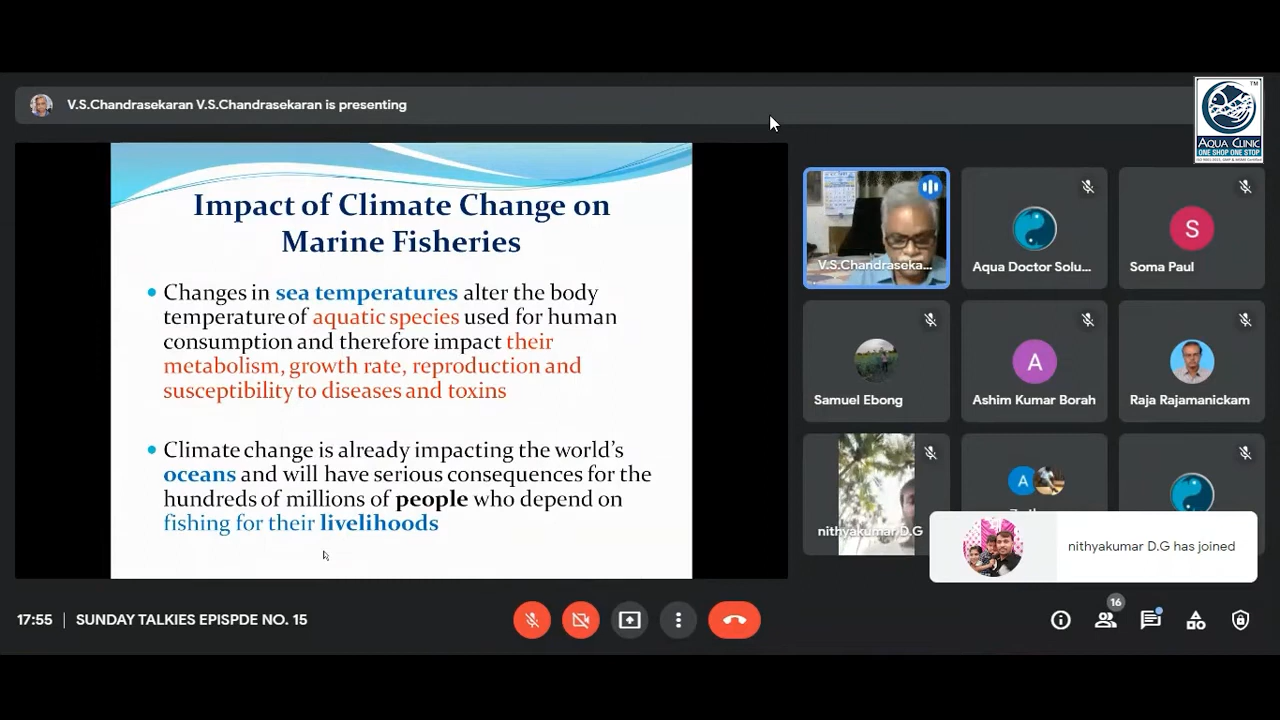 V.S.Chandrasekaran V.S.Chandrasekaran is presenting
TM
AQUA CLINIC
ONE SHOP ONE STOP
Impact of Climate Change on
Marine Fisheries
• Changes in sea temperatures alter the body
temperature of aquatic species used for human
consumption and therefore impact their
metabolism, growth rate, reproduction and
susceptibility to diseases and toxins
• Climate change is already impacting the world's
oceans and will have serious consequences for the
hundreds of millions of people who depend on
fishing for their livelihoods
V.S.Chandraseka...
Aqua Doctor Solu...
S
Soma Paul
Samuel Ebong
A
Ashim Kumar Borah
Raja Rajamanickam
nithyakumar D.G
A
nithyakumar D.G has joined
17:55 | SUNDAY TALKIES EPISPDE NO. 15
16